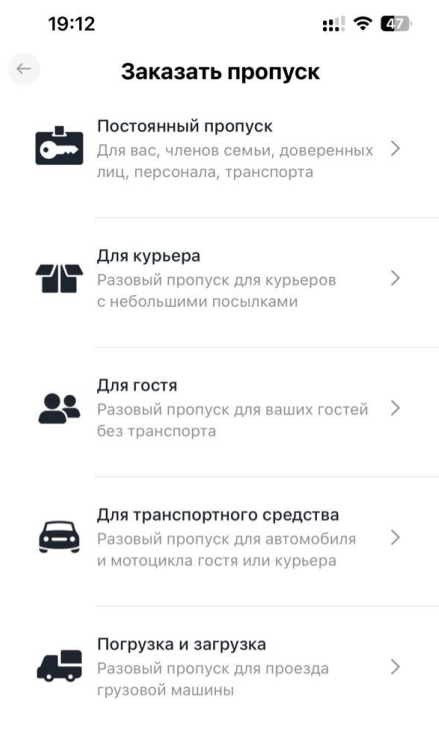 19:12
47
Заказать пропуск
Постоянный пропуск
Для вас, членов семьи, доверенных
лиц, персонала, транспорта
Для курьера
Разовый пропуск для курьеров
с небольшими посылками
Для гостя
Разовый пропуск для ваших гостей
без транспорта
Для транспортного средства
Разовый пропуск для автомобиля
и мотоцикла гостя или курьера
Погрузка и загрузка
Разовый пропуск для проезда
грузовой машины